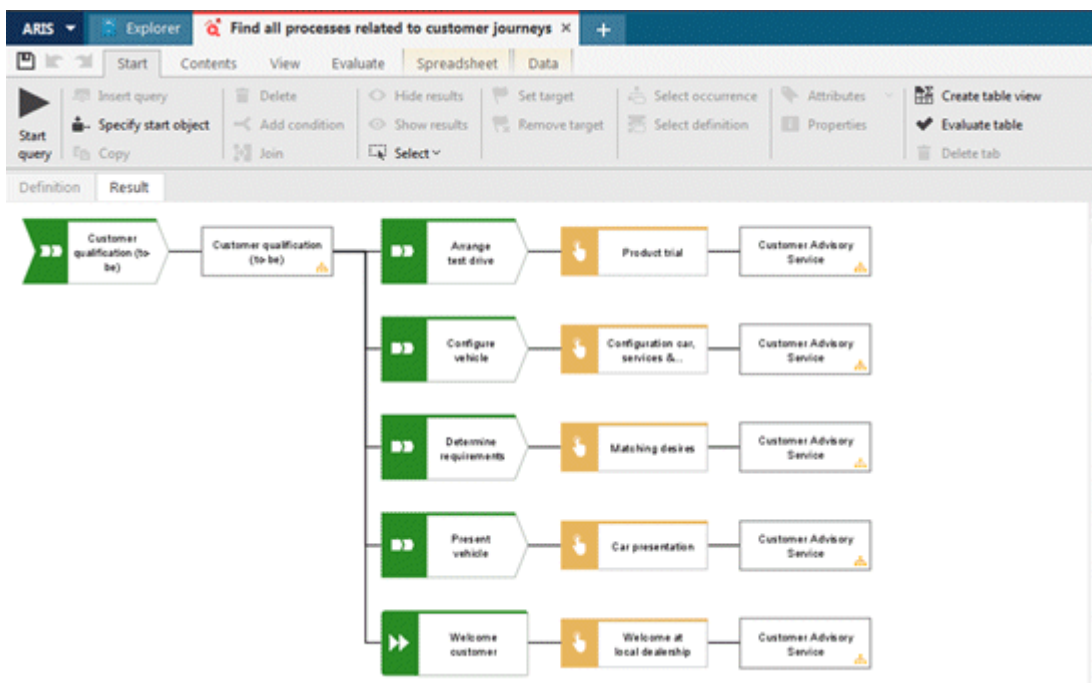 ARIS Explorer Find all processes related to customer journeys × +
Start Contents View Evaluate Spreadsheet Data
Insert query Delete Hide results Set target Select occurrence Attributes Create table view
Start query Specify start object Add condition Show results Remove target Select definition Properties Evaluate table
Copy Join Select Delete tab
Definition Result
Customer
qualification (to-
be)
Customer qualification
(to-be)
Arrange
test drive
Product trial
Customer Advisory
Service
Configure
vehicle
Configuration car,
services &...
Customer Advisory
Service
Determine
requirements
Matching desires
Customer Advisory
Service
Present
vehicle
Car presentation
Customer Advisory
Service
Welcome
customer
Welcome at
local dealership
Customer Advisory
Service